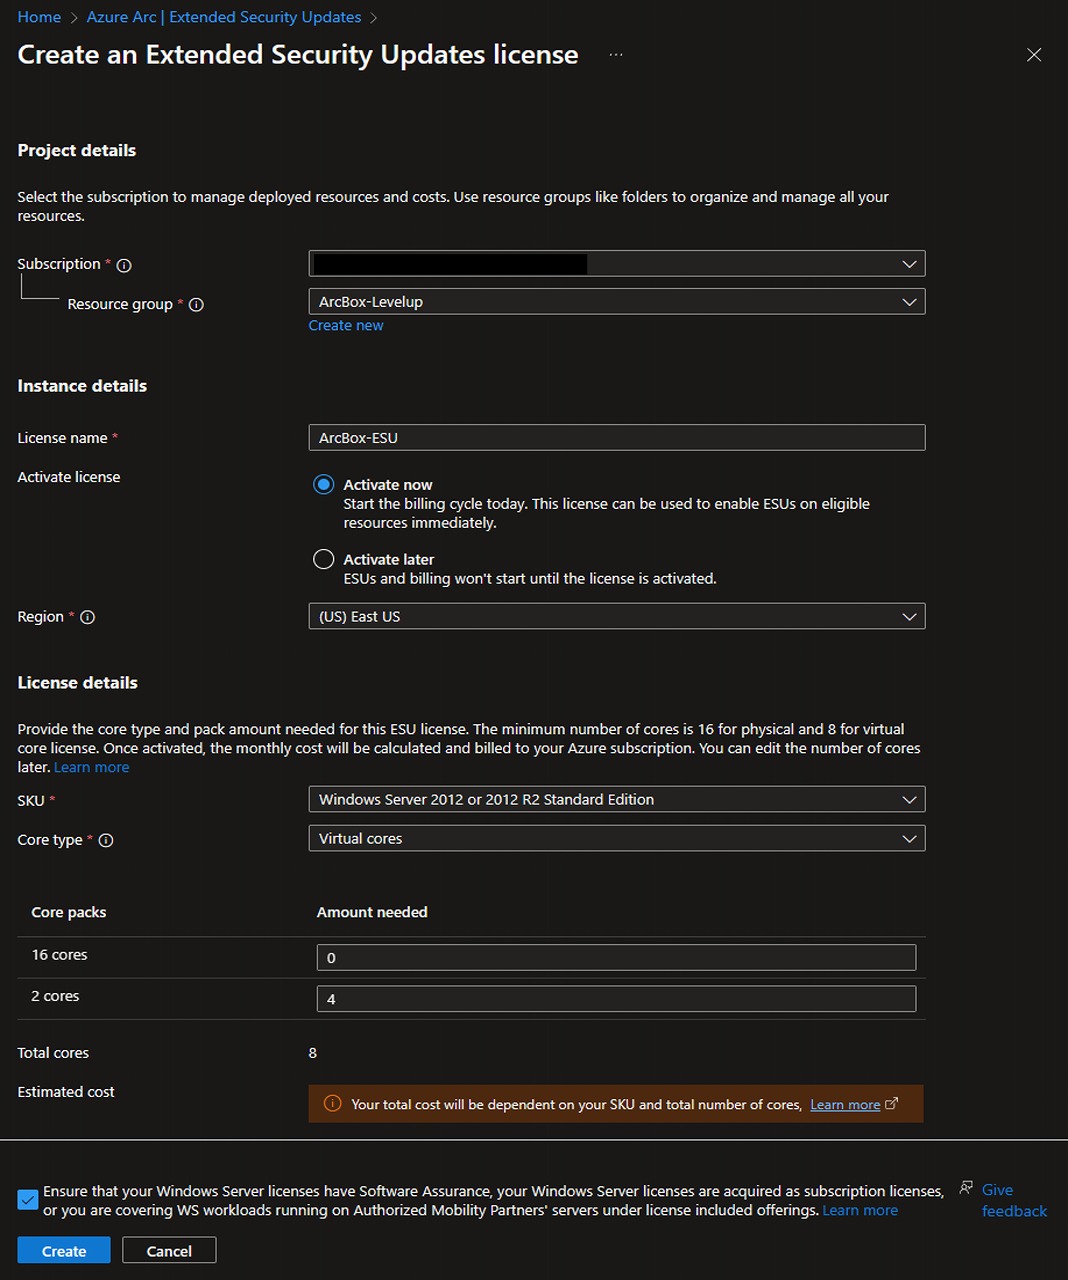 Home > Azure Arc | Extended Security Updates >
Create an Extended Security Updates license ...
Project details
Select the subscription to manage deployed resources and costs. Use resource groups like folders to organize and manage all your
resources.
Subscription *
Resource group *
ArcBox-Levelup
Create new
Instance details
License name *
ArcBox-ESU
Activate license
Activate now
Start the billing cycle today. This license can be used to enable ESUs on eligible
resources immediately.
Activate later
ESUs and billing won't start until the license is activated.
Region *
(US) East US
License details
Provide the core type and pack amount needed for this ESU license. The minimum number of cores is 16 for physical and 8 for virtual
core license. Once activated, the monthly cost will be calculated and billed to your Azure subscription. You can edit the number of cores
later. Learn more
SKU *
Windows Server 2012 or 2012 R2 Standard Edition
Core type *
Virtual cores
Core packs Amount needed
16 cores 0
2 cores 4
Total cores 8
Estimated cost
Your total cost will be dependent on your SKU and total number of cores, Learn more
Ensure that your Windows Server licenses have Software Assurance, your Windows Server licenses are acquired as subscription licenses,
or you are covering WS workloads running on Authorized Mobility Partners' servers under license included offerings. Learn more
Give
feedback
Create Cancel